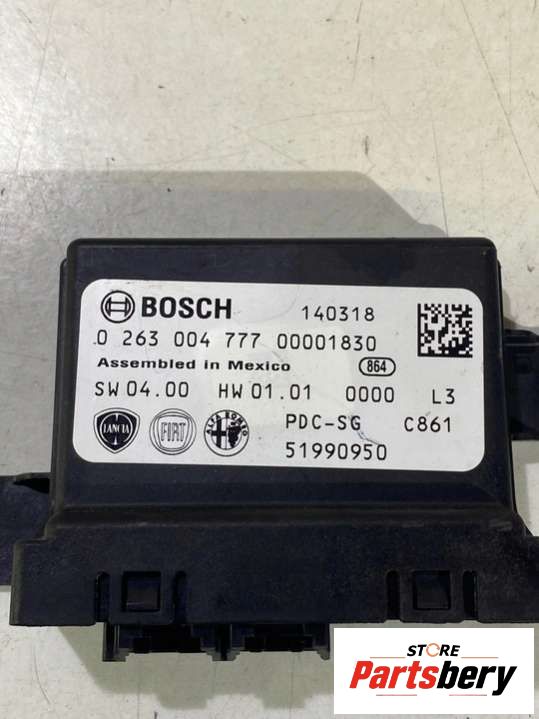 BOSCH 140318
0 263 004 777 00001830
Assembled in Mexico 864
SW 04.00 HW 01.01 0000 L3
LANCIA FIAT ALFA ROMEO PDC-SG C861
51990950
STORE
Partsbery